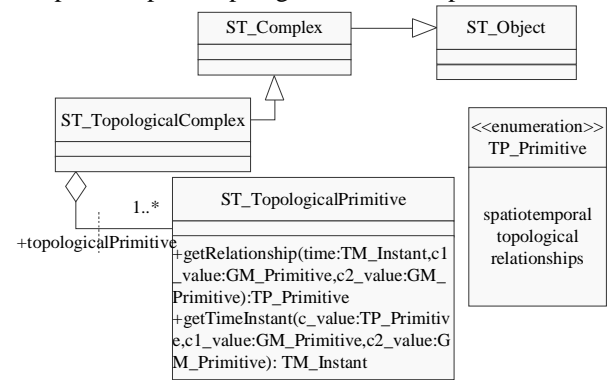 ST_Complex
ST_Object
ST_TopologicalComplex
<<enumeration>>
TP_Primitive
spatiotemporal
topological
relationships
1..*
+topologicalPrimitive
ST_TopologicalPrimitive
+getRelationship(time:TM_Instant,c1
_value:GM_Primitive,c2_value:GM_
Primitive):TP_Primitive
+getTimeInstant(c_value:TP_Primitiv
e,c1_value:GM_Primitive,c2_value:G
M_Primitive): TM_Instant